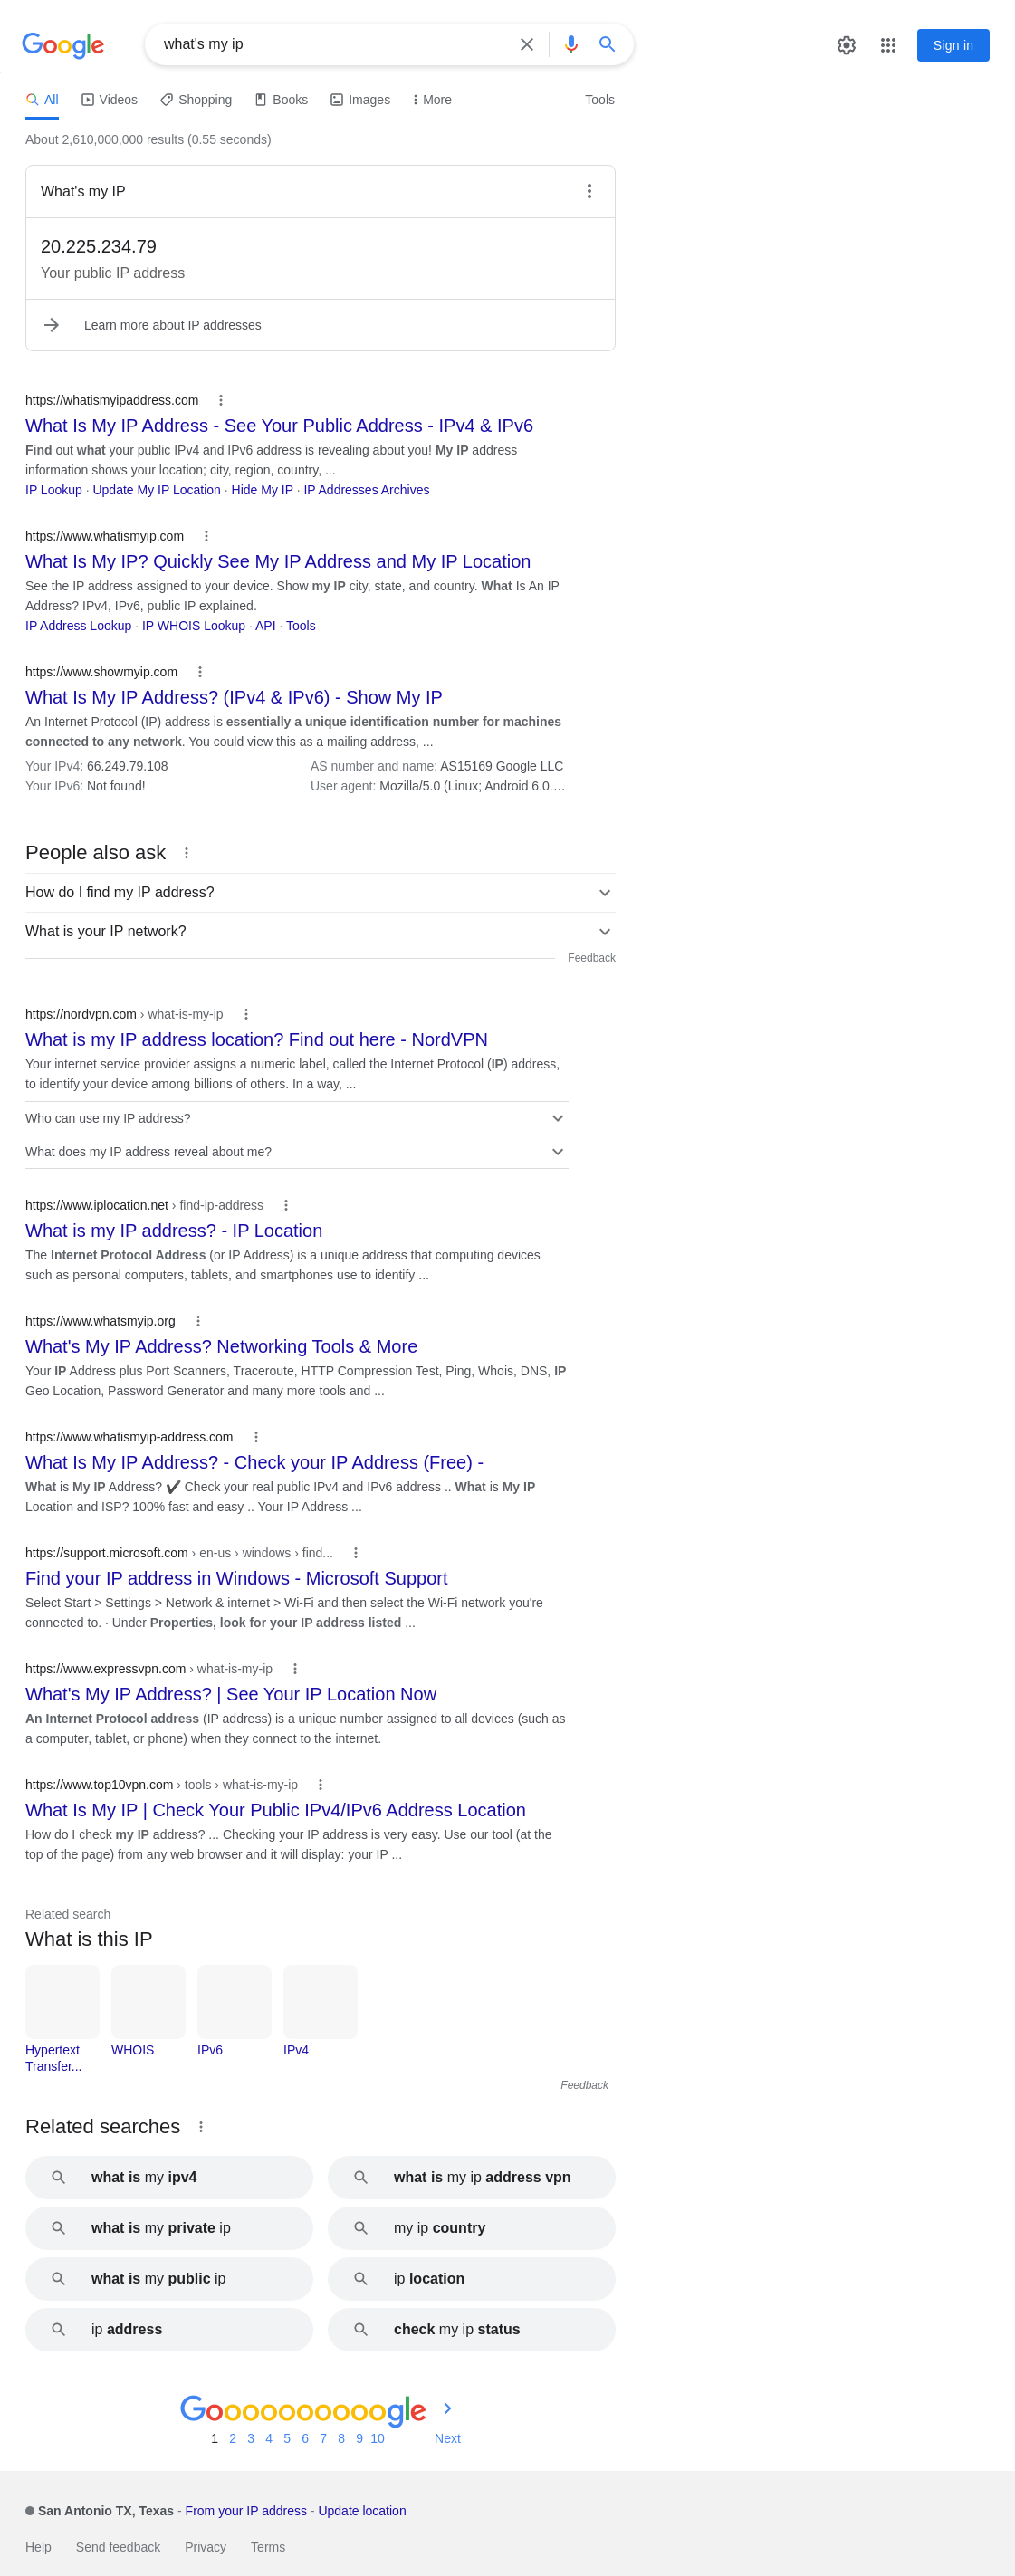 Google
what's my ip
Sign in
All
Videos
Shopping
Books
Images
More
Tools
About 2,610,000,000 results (0.55 seconds)
What's my IP
20.225.234.79
Your public IP address
Learn more about IP addresses
https://whatismyipaddress.com
What Is My IP Address - See Your Public Address - IPv4 & IPv6
Find out what your public IPv4 and IPv6 address is revealing about you! My IP address
information shows your location; city, region, country, ...
IP Lookup · Update My IP Location · Hide My IP · IP Addresses Archives
https://www.whatismyip.com
What Is My IP? Quickly See My IP Address and My IP Location
See the IP address assigned to your device. Show my IP city, state, and country. What Is An IP
Address? IPv4, IPv6, public IP explained.
IP Address Lookup · IP WHOIS Lookup · API · Tools
https://www.showmyip.com
What Is My IP Address? (IPv4 & IPv6) - Show My IP
An Internet Protocol (IP) address is essentially a unique identification number for machines
connected to any network. You could view this as a mailing address, ...
Your IPv4: 66.249.79.108
AS number and name: AS15169 Google LLC
Your IPv6: Not found!
User agent: Mozilla/5.0 (Linux; Android 6.0....
People also ask
How do I find my IP address?
What is your IP network?
Feedback
https://nordvpn.com › what-is-my-ip
What is my IP address location? Find out here - NordVPN
Your internet service provider assigns a numeric label, called the Internet Protocol (IP) address,
to identify your device among billions of others. In a way, ...
Who can use my IP address?
What does my IP address reveal about me?
https://www.iplocation.net › find-ip-address
What is my IP address? - IP Location
The Internet Protocol Address (or IP Address) is a unique address that computing devices
such as personal computers, tablets, and smartphones use to identify ...
https://www.whatsmyip.org
What's My IP Address? Networking Tools & More
Your IP Address plus Port Scanners, Traceroute, HTTP Compression Test, Ping, Whois, DNS, IP
Geo Location, Password Generator and many more tools and ...
https://www.whatismyip-address.com
What Is My IP Address? - Check your IP Address (Free) -
What is My IP Address? ✔️ Check your real public IPv4 and IPv6 address .. What is My IP
Location and ISP? 100% fast and easy .. Your IP Address ...
https://support.microsoft.com › en-us › windows › find...
Find your IP address in Windows - Microsoft Support
Select Start > Settings > Network & internet > Wi-Fi and then select the Wi-Fi network you're
connected to. · Under Properties, look for your IP address listed ...
https://www.expressvpn.com › what-is-my-ip
What's My IP Address? | See Your IP Location Now
An Internet Protocol address (IP address) is a unique number assigned to all devices (such as
a computer, tablet, or phone) when they connect to the internet.
https://www.top10vpn.com › tools › what-is-my-ip
What Is My IP | Check Your Public IPv4/IPv6 Address Location
How do I check my IP address? ... Checking your IP address is very easy. Use our tool (at the
top of the page) from any web browser and it will display: your IP ...
Related search
What is this IP
Hypertext
Transfer...
WHOIS
IPv6
IPv4
Feedback
Related searches
what is my ipv4
what is my ip address vpn
what is my private ip
my ip country
what is my public ip
ip location
ip address
check my ip status
Goooooooooogle
1 2 3 4 5 6 7 8 9 10 Next
San Antonio TX, Texas - From your IP address - Update location
Help Send feedback Privacy Terms